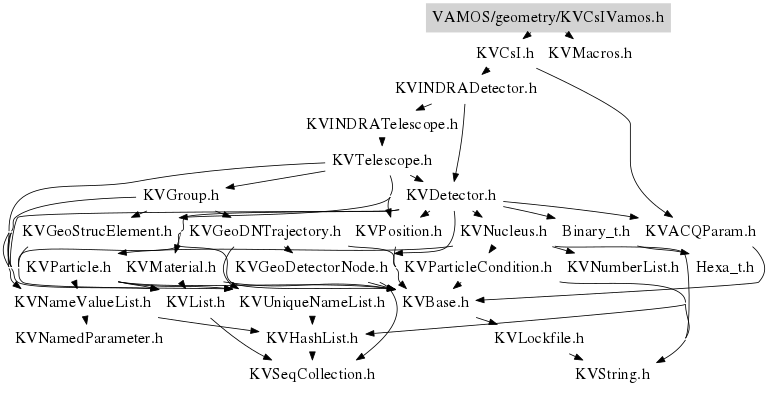 VAMOS/geometry/KVCsIVamos.h
KVCsI.h KVMacros.h
KVINDRADetector.h
KVINDRATelescope.h
KVTelescope.h
KVGroup.h KVDetector.h
KVGeoStrucElement.h KVGeoDNTrajectory.h KVPosition.h KVNucleus.h Binary_t.h KVACQParam.h
KVParticle.h KVMaterial.h KVGeoDetectorNode.h KVParticleCondition.h KVNumberList.h Hexa_t.h
KVNameValueList.h KVList.h KVUniqueNameList.h KVBase.h
KVNamedParameter.h KVHashList.h KVLockfile.h
KVSeqCollection.h KVString.h